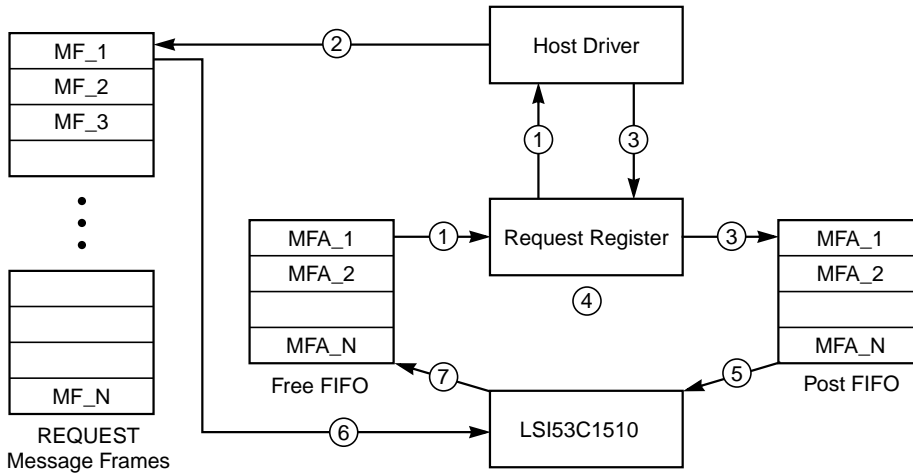 MF_1
MF_2
MF_3
MF_N
REQUEST
Message Frames
2
Host Driver
1
3
MFA_1
MFA_2
MFA_N
Free FIFO
1
Request Register
3
4
MFA_1
MFA_2
MFA_N
Post FIFO
7
5
6
LSI53C1510